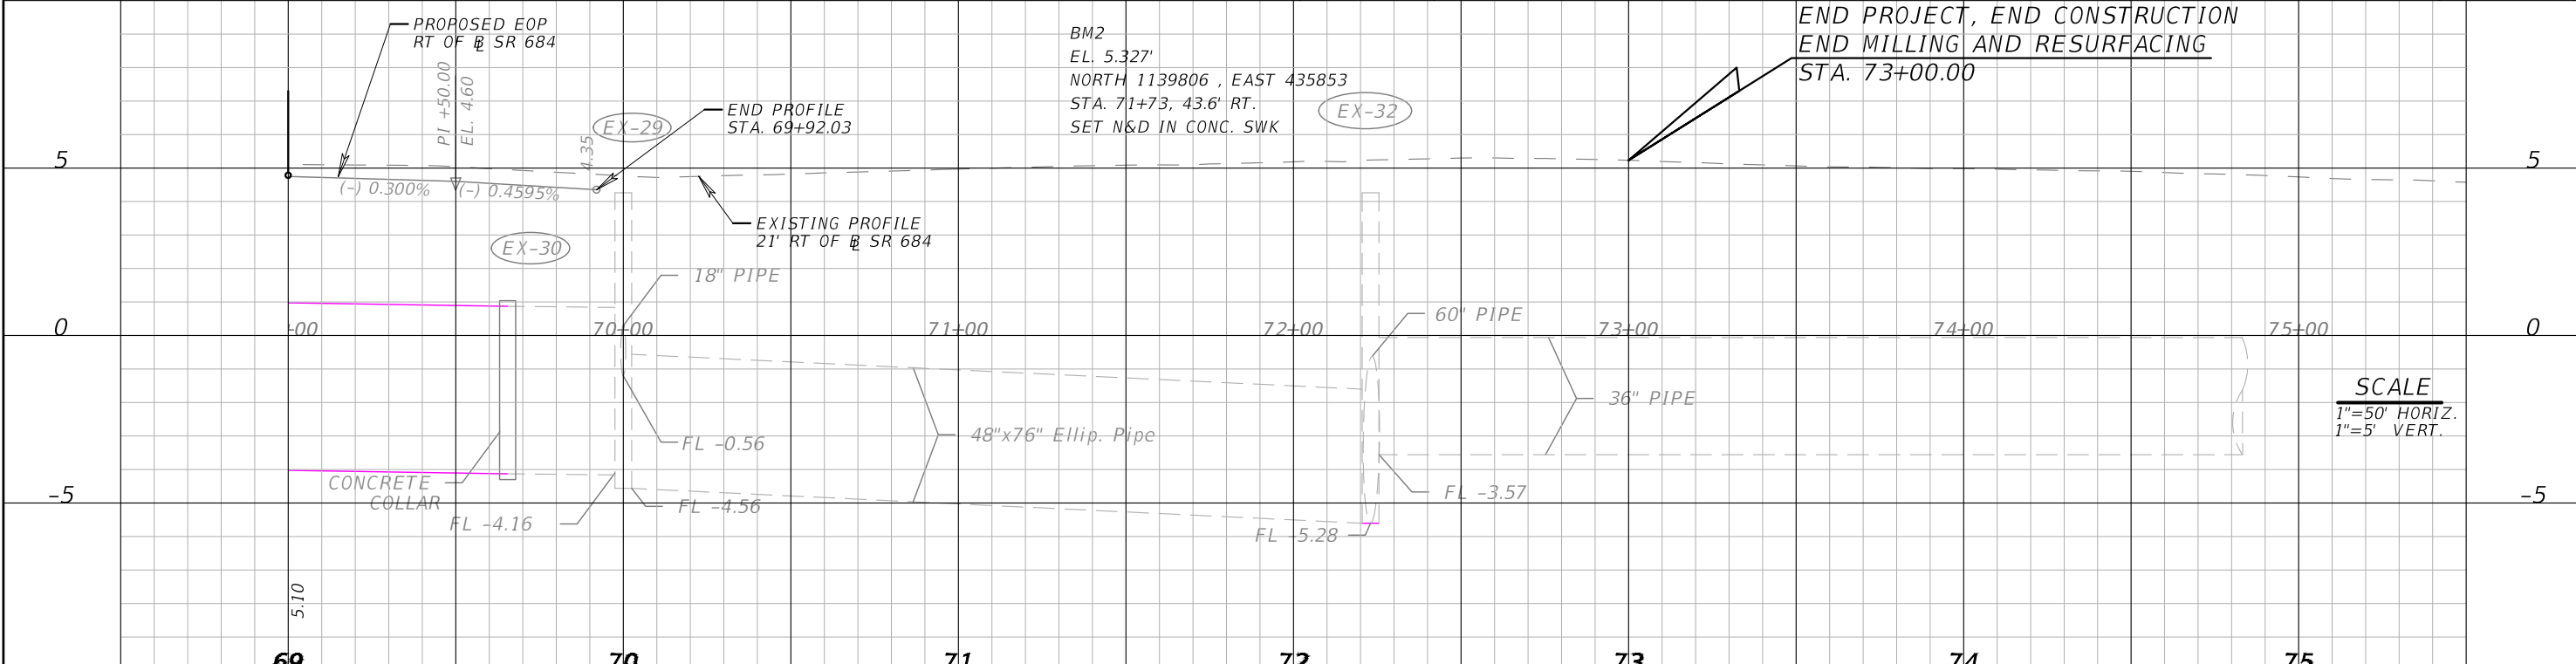 PROPOSED EOP
RT OF BL SR 684
PI +50.00
EL. 4.60
(-) 0.300%
(-) 0.4595%
4.35
EX-29
END PROFILE
STA. 69+92.03
EXISTING PROFILE
21' RT OF BL SR 684
EX-30
BM2
EL. 5.327'
NORTH 1139806 , EAST 435853
STA. 71+73, 43.6' RT.
SET N&D IN CONC. SWK
EX-32
END PROJECT, END CONSTRUCTION
END MILLING AND RESURFACING
STA. 73+00.00
5
5
18" PIPE
60" PIPE
0
+00
70+00
71+00
72+00
73+00
74+00
75+00
0
36" PIPE
SCALE
1"=50' HORIZ.
1"=5' VERT.
FL -0.56
48"x76" Ellip. Pipe
CONCRETE
COLLAR
FL -4.16
FL -4.56
FL -5.28
FL -3.57
-5
-5
5.10
69
70
71
72
73
74
75